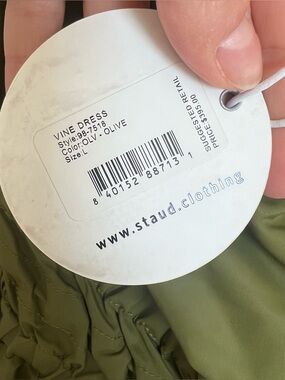 VINE DRESS
Style:98-7518
Color:OLV - OLIVE
Size:L
SUGGESTED RETAIL
PRICE $395.00
8 40152 88713 1
www.staud.clothing